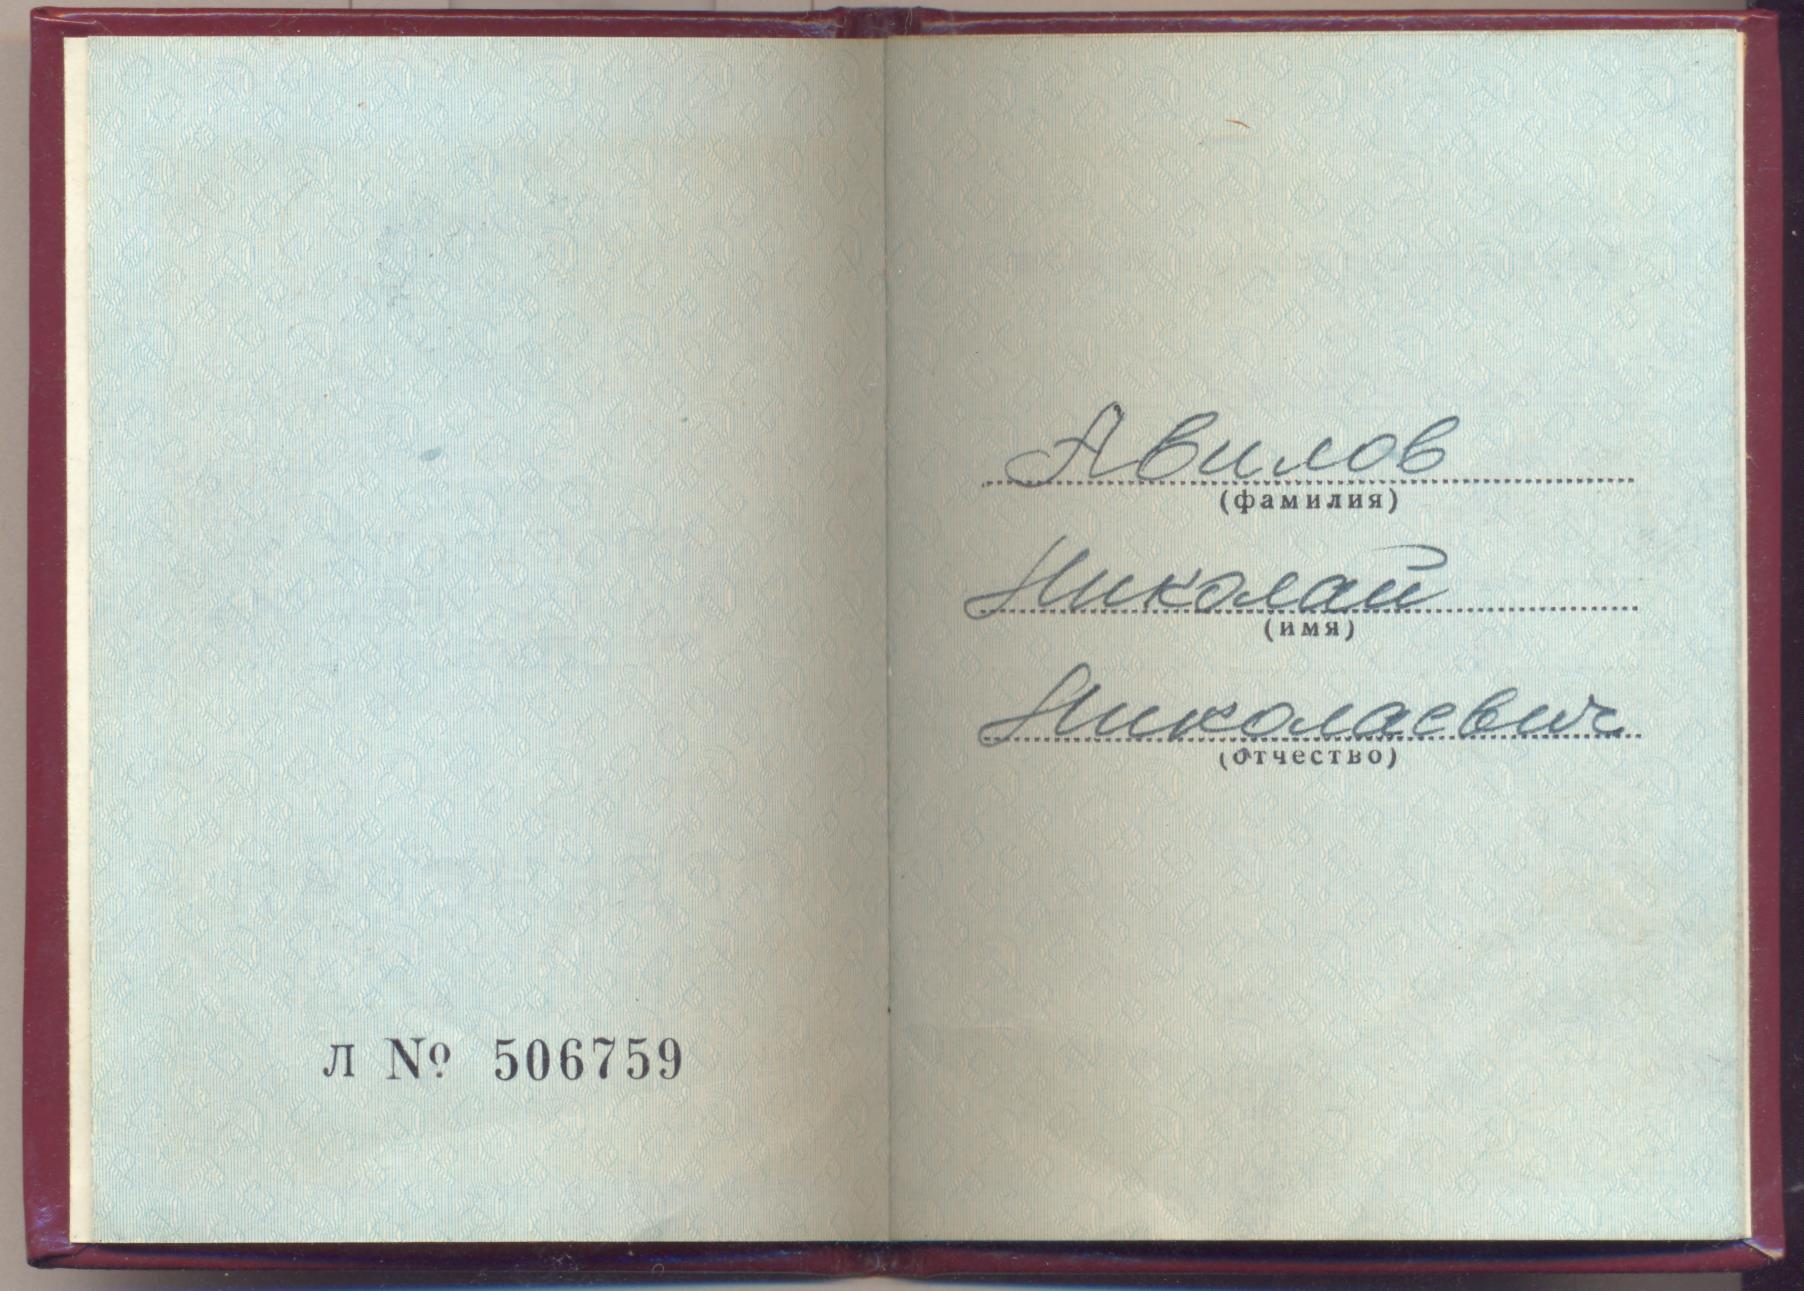 Л № 506759
Авилов
(фамилия)
Николай
(имя)
Николаевич
(отчество)